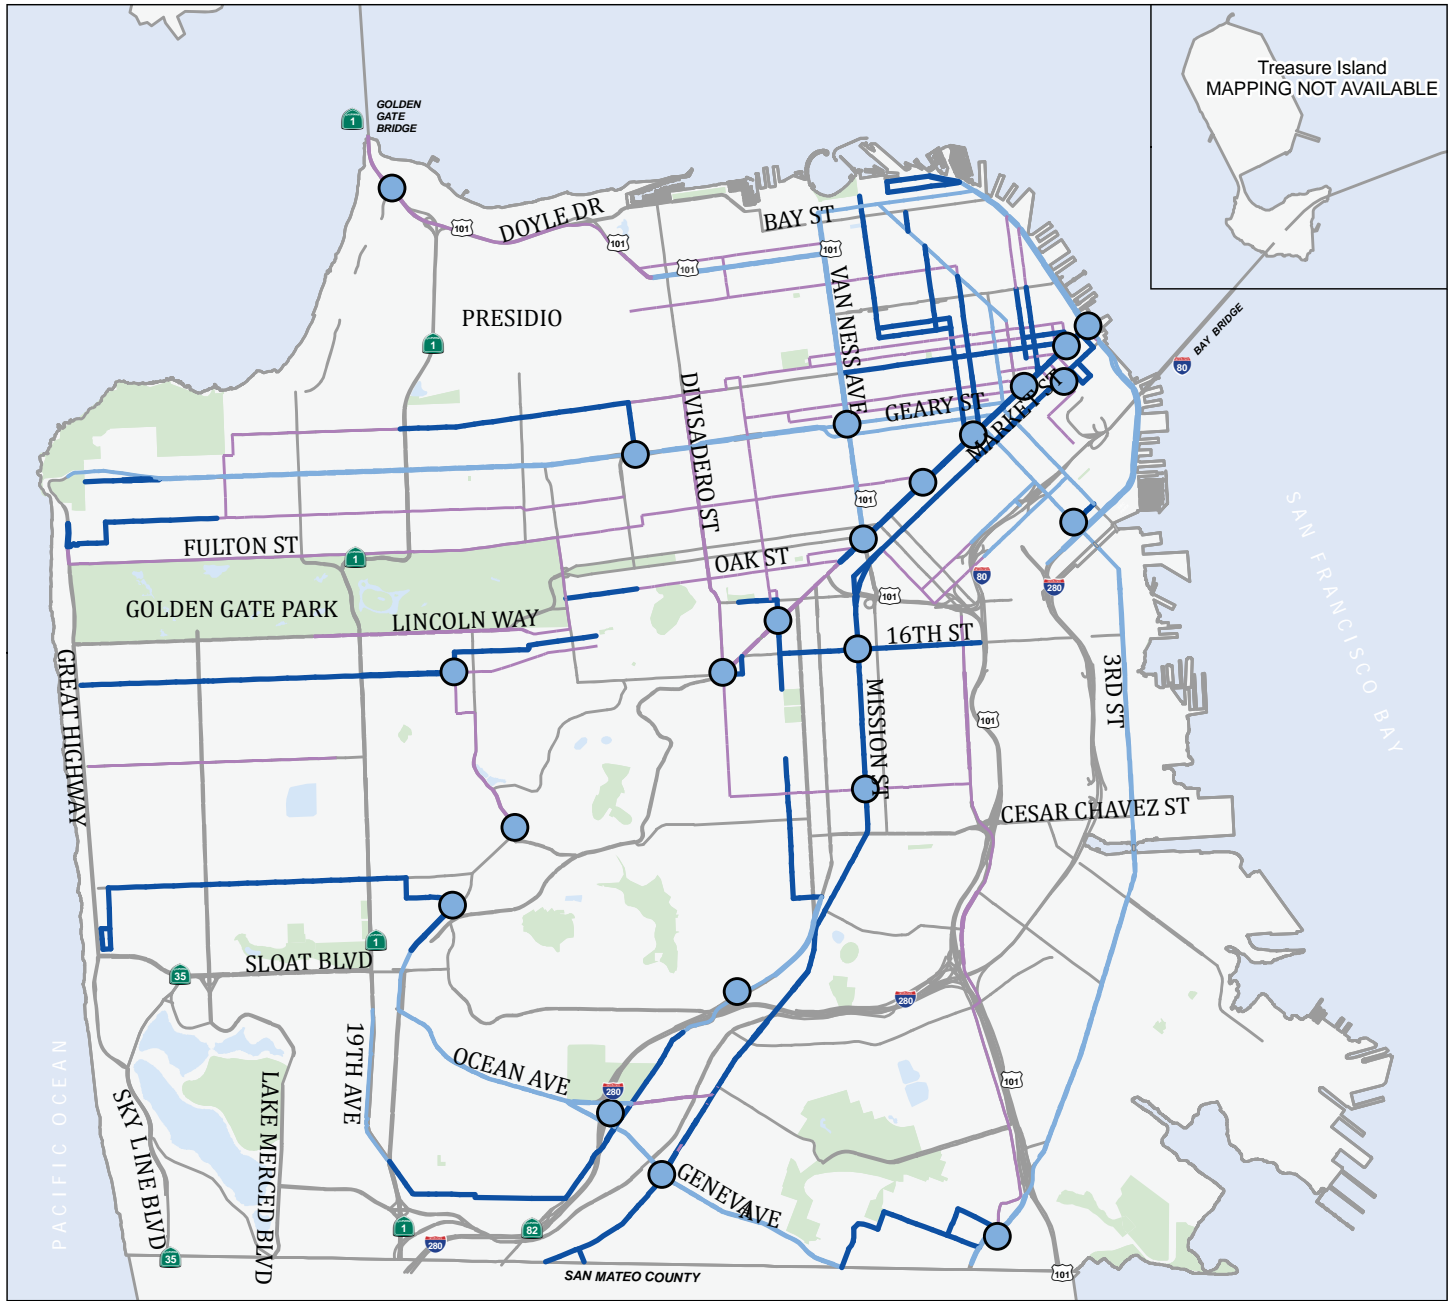 Treasure Island
MAPPING NOT AVAILABLE
1
GOLDEN
GATE
BRIDGE
101
DOYLE DR
101
101
BAY ST
101
VAN NESS AVE
PRESIDIO
1
BAY BRIDGE
80
DIVISADERO ST
GEARY ST
MARKET ST
101
SAN FRANCISCO BAY
FULTON ST
1
OAK ST
80
280
101
GOLDEN GATE PARK
LINCOLN WAY
16TH ST
GREAT HIGHWAY
MISSION ST
3RD ST
101
CESAR CHAVEZ ST
1
SLOAT BLVD
35
280
19TH AVE
OCEAN AVE
280
101
PACIFIC OCEAN
SKY LINE BLVD
LAKE MERCED BLVD
GENEVA AVE
1
82
280
35
SAN MATEO COUNTY
101